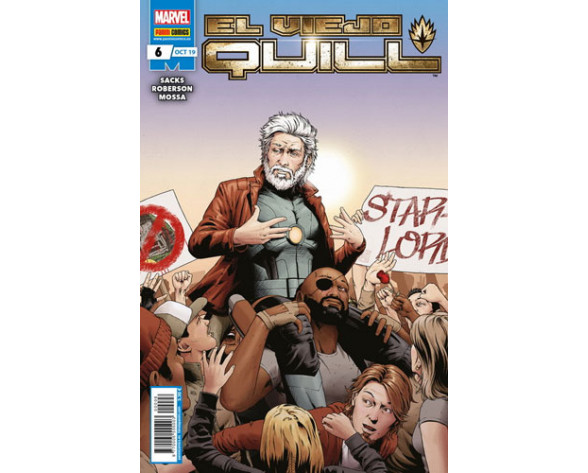 MARVEL
PANINI COMICS
6 OCT 19
SACKS
ROBERSON
MOSSA
EL VIEJO
QUILL
STAR-
LORD